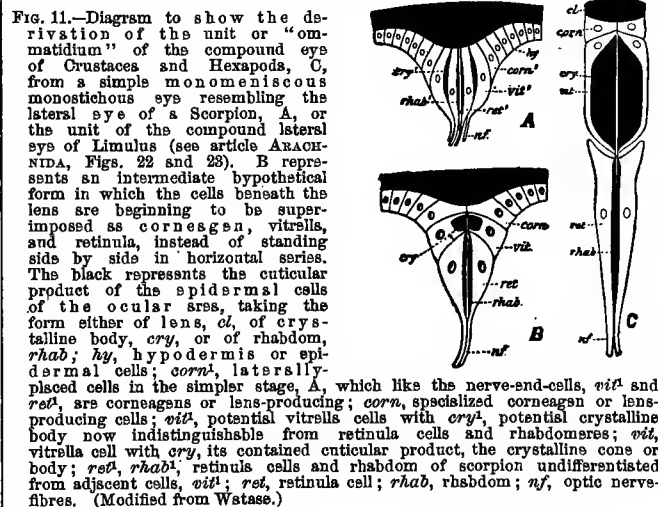 FIG. 11.—Diagram to show the de-
rivation of the unit or "om-
matidium" of the compound eye
of Crustacea and Hexapods, C,
from a simple monomeniscous
monostichous eye resembling the
lateral eye of a Scorpion, A, or
the unit of the compound lateral
eye of Limulus (see article ARACH-
NIDA, Figs. 22 and 23). B repre-
sents an intermediate hypothetical
form in which the cells beneath the
lens are beginning to be super-
imposed as corneagen, vitrella,
and retinula, instead of standing
side by side in horizontal series.
The black represents the cuticular
product of the epidermal cells
of the ocular area, taking the
form either of lens, cl, of crys-
talline body, cry, or of rhabdom,
rhab; hy, hypodermis or epi-
dermal cells; corn¹, laterally-
placed cells in the simpler stage, A, which like the nerve-end-cells, vit¹ and
ret¹, are corneagens or lens-producing; corn, specialized corneagen or lens-
producing cells; vit¹, potential vitrella cells with cry¹, potential crystalline
body now indistinguishable from retinula cells and rhabdomeres; vit,
vitrella cell with cry, its contained cuticular product, the crystalline cone or
body; ret¹, rhab¹, retinula cells and rhabdom of scorpion undifferentiated
from adjacent cells, vit¹; ret, retinula cell; rhab, rhabdom; nf, optic nerve-
fibres. (Modified from Watase.)
hy
corn'
cry
vit'
rhab
ret'
nf.
A
corn
vit.
cry
ret
rhab.
nf.
B
cl.
corn
cry
vit
ret
rhab.
nf
C